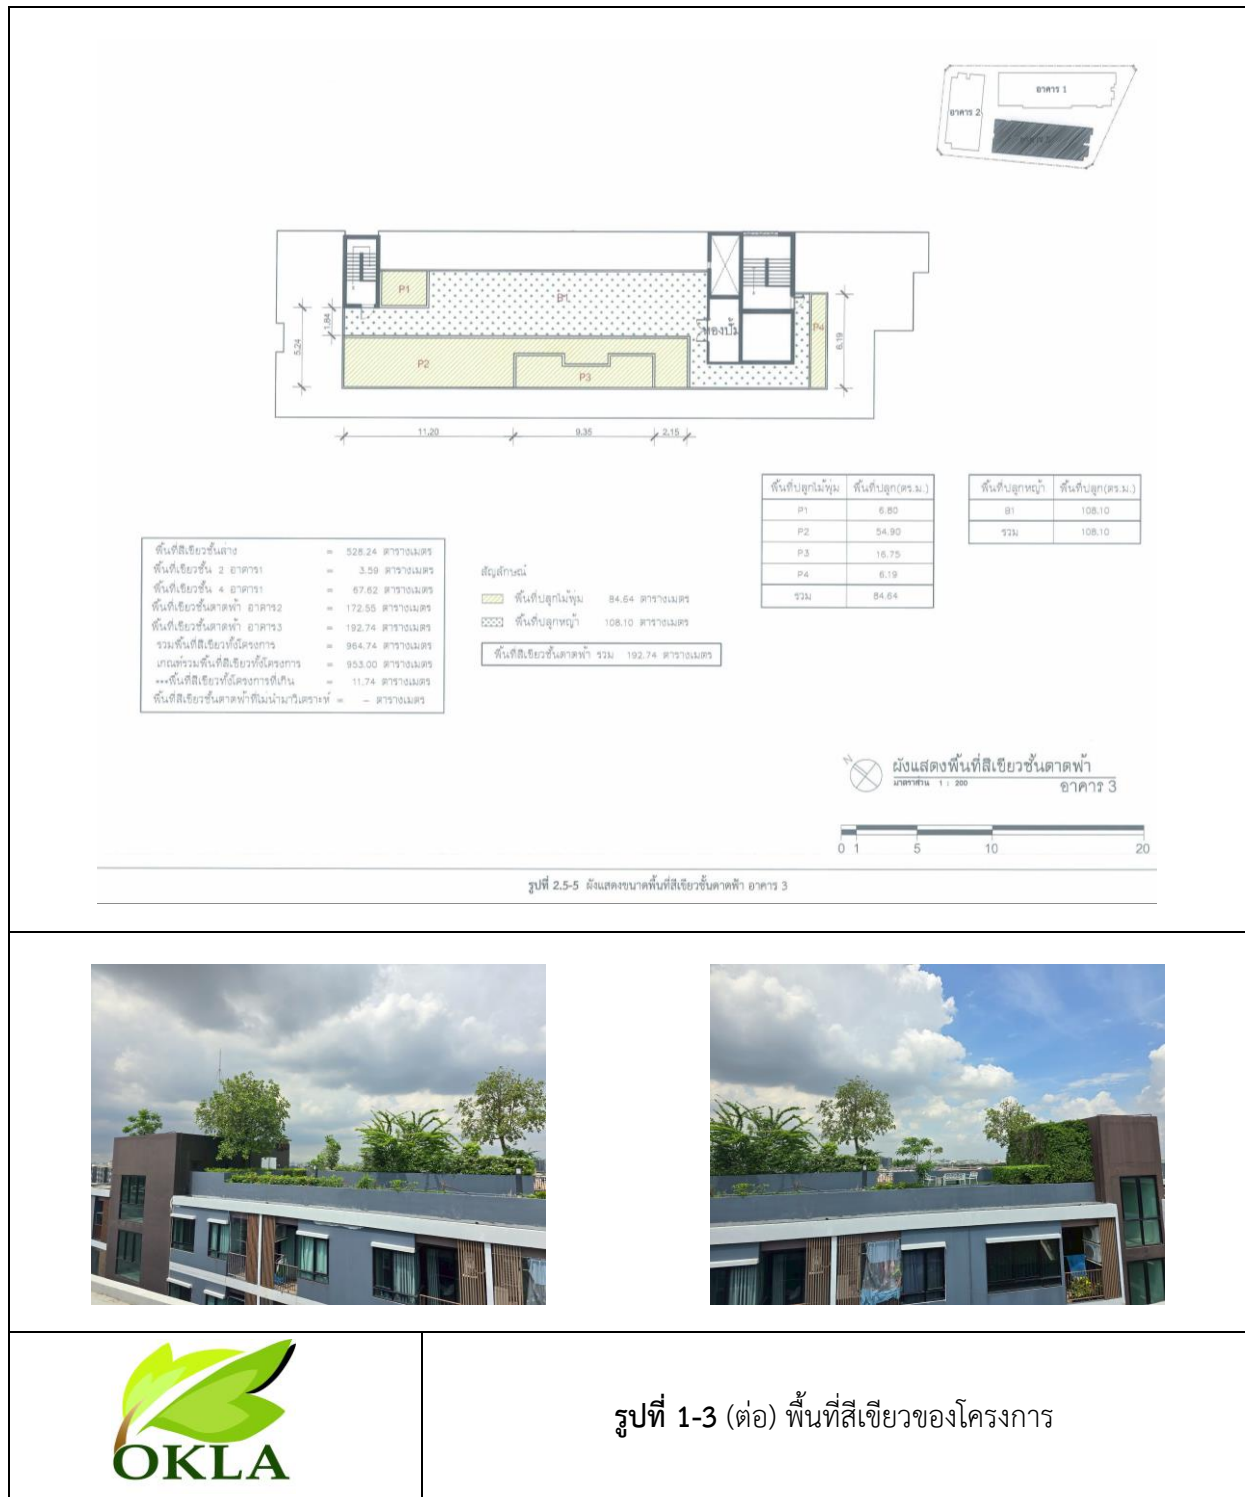 อาคาร 1
อาคาร 2
P1
B1
ห้องปั๊ม
P4
P2
P3
5.24
1.84
6.19
11.20
9.35
2.15
พื้นที่ปลูกไม้พุ่ม พื้นที่ปลูก(ตร.ม.)
P1 6.80
P2 54.90
P3 16.75
P4 6.19
รวม 84.64
พื้นที่ปลูกหญ้า พื้นที่ปลูก(ตร.ม.)
B1 108.10
รวม 108.10
พื้นที่สีเขียวชั้นล่าง = 528.24 ตารางเมตร
พื้นที่เขียวชั้น 2 อาคาร1 = 3.59 ตารางเมตร
พื้นที่เขียวชั้น 4 อาคาร1 = 67.62 ตารางเมตร
พื้นที่เขียวชั้นดาดฟ้า อาคาร2 = 172.55 ตารางเมตร
พื้นที่เขียวชั้นดาดฟ้า อาคาร3 = 192.74 ตารางเมตร
รวมพื้นที่สีเขียวทั้งโครงการ = 964.74 ตารางเมตร
เกณฑ์รวมพื้นที่สีเขียวทั้งโครงการ = 953.00 ตารางเมตร
***พื้นที่สีเขียวทั้งโครงการที่เกิน = 11.74 ตารางเมตร
พื้นที่สีเขียวชั้นดาดฟ้าที่ไม่นำมาวิเคราะห์ = - ตารางเมตร
สัญลักษณ์
พื้นที่ปลูกไม้พุ่ม 84.64 ตารางเมตร
พื้นที่ปลูกหญ้า 108.10 ตารางเมตร
พื้นที่สีเขียวชั้นดาดฟ้า รวม 192.74 ตารางเมตร
N
ผังแสดงพื้นที่สีเขียวชั้นดาดฟ้า
มาตราส่วน 1 : 200
อาคาร 3
0 1 5 10 20
รูปที่ 2.5-5 ผังแสดงขนาดพื้นที่สีเขียวชั้นดาดฟ้า อาคาร 3
OKLA
รูปที่ 1-3 (ต่อ) พื้นที่สีเขียวของโครงการ